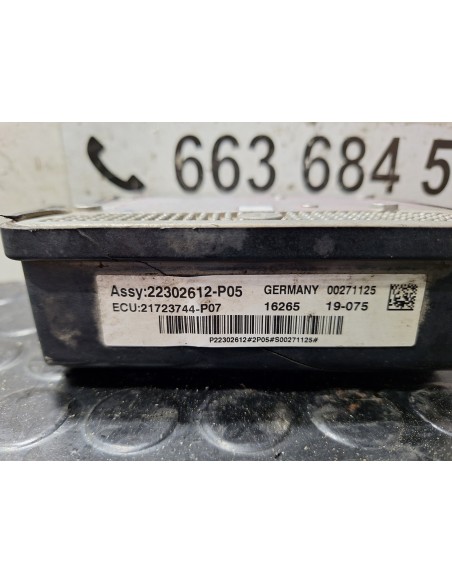 663 684 5
Assy:22302612-P05 GERMANY 00271125
ECU:21723744-P07 16265 19-075
P22302612#2P05#S00271125#